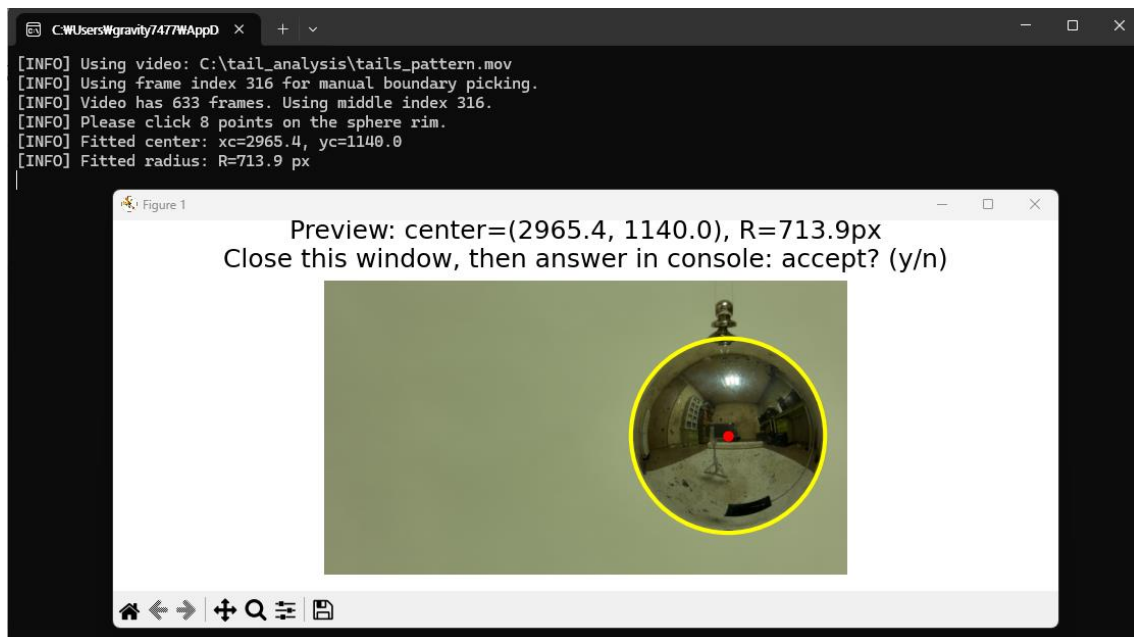 C:₩Users₩gravity7477₩AppD
[INFO] Using video: C:\tail_analysis\tails_pattern.mov
[INFO] Using frame index 316 for manual boundary picking.
[INFO] Video has 633 frames. Using middle index 316.
[INFO] Please click 8 points on the sphere rim.
[INFO] Fitted center: xc=2965.4, yc=1140.0
[INFO] Fitted radius: R=713.9 px
Figure 1
Preview: center=(2965.4, 1140.0), R=713.9px
Close this window, then answer in console: accept? (y/n)